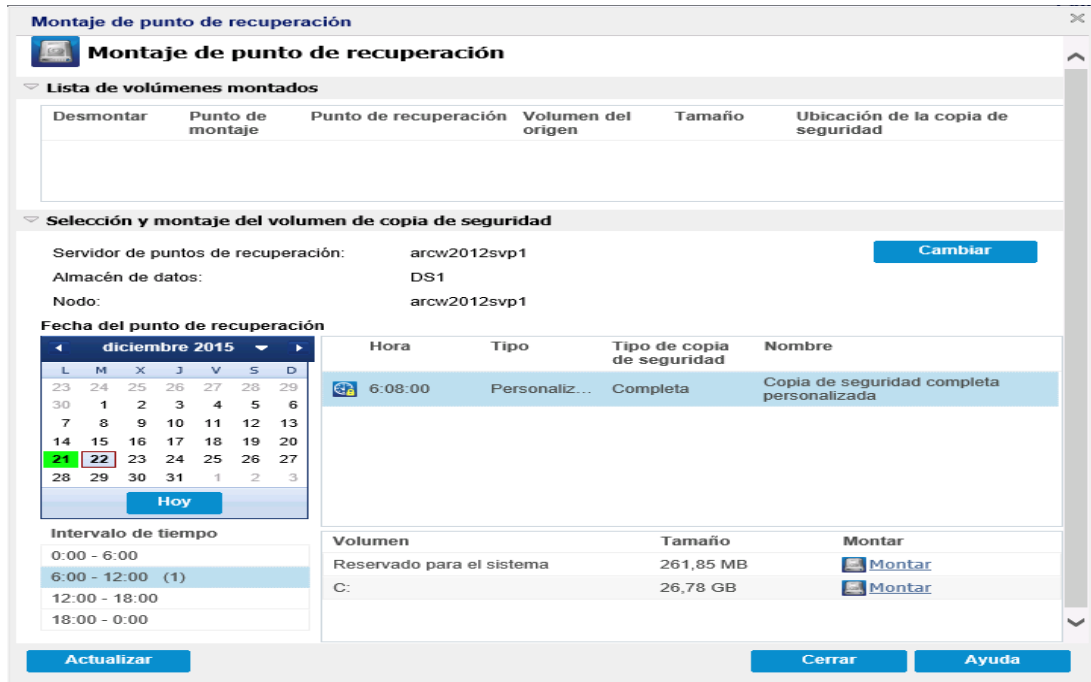 Montaje de punto de recuperación
Montaje de punto de recuperación
Lista de volúmenes montados
Desmontar Punto de montaje Punto de recuperación Volumen del origen Tamaño Ubicación de la copia de seguridad
Selección y montaje del volumen de copia de seguridad
Servidor de puntos de recuperación: arcw2012svp1
Cambiar
Almacén de datos: DS1
Nodo: arcw2012svp1
Fecha del punto de recuperación
diciembre 2015
L M X J V S D
23 24 25 26 27 28 29
30 1 2 3 4 5 6
7 8 9 10 11 12 13
14 15 16 17 18 19 20
21 22 23 24 25 26 27
28 29 30 31 1 2 3
Hoy
Hora Tipo Tipo de copia de seguridad Nombre
6:08:00 Personaliz... Completa Copia de seguridad completa personalizada
Intervalo de tiempo
0:00 - 6:00
6:00 - 12:00 (1)
12:00 - 18:00
18:00 - 0:00
Volumen Tamaño Montar
Reservado para el sistema 261,85 MB Montar
C: 26,78 GB Montar
Actualizar Cerrar Ayuda